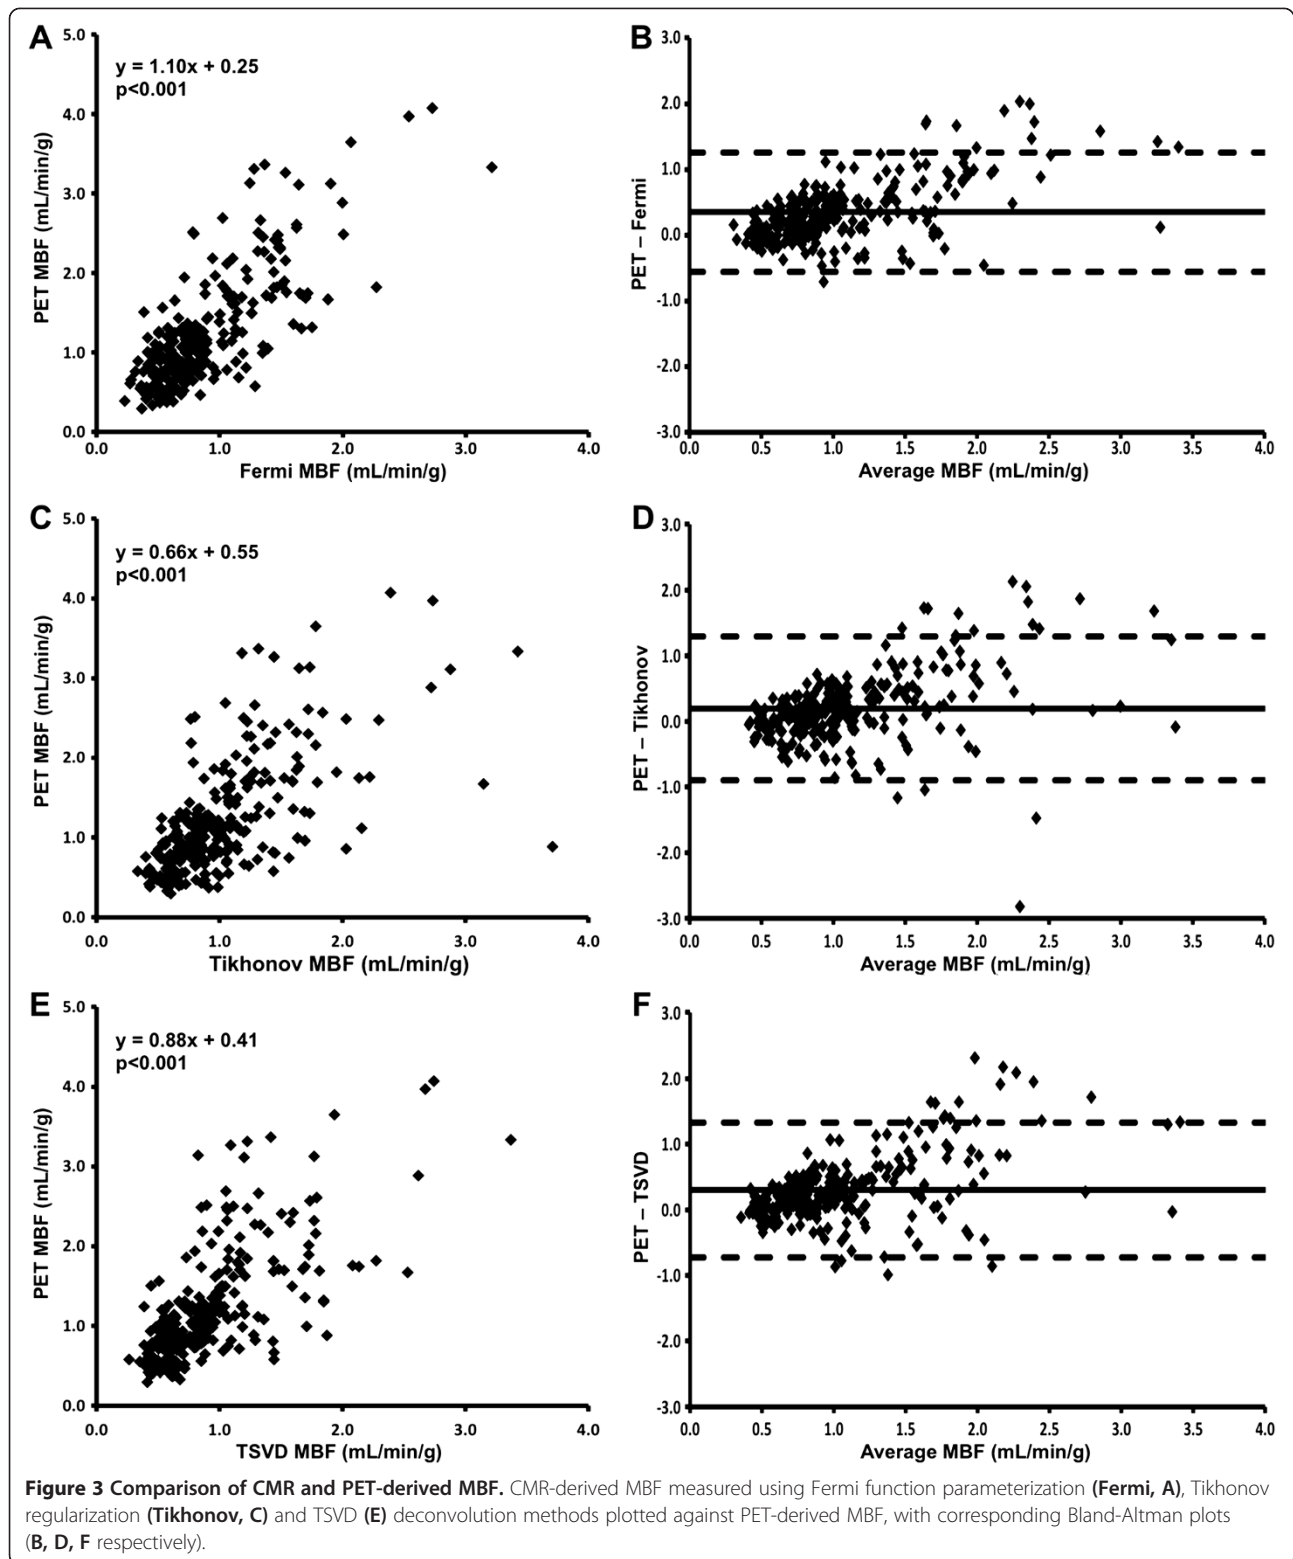 A
5.0
4.0
3.0
2.0
1.0
0.0
y = 1.10x + 0.25
p<0.001
PET MBF (mL/min/g)
0.0 1.0 2.0 3.0 4.0
Fermi MBF (mL/min/g)
B
3.0
2.0
1.0
0.0
-1.0
-2.0
-3.0
PET – Fermi
0.0 0.5 1.0 1.5 2.0 2.5 3.0 3.5 4.0
Average MBF (mL/min/g)
C
5.0
4.0
3.0
2.0
1.0
0.0
y = 0.66x + 0.55
p<0.001
PET MBF (mL/min/g)
0.0 1.0 2.0 3.0 4.0
Tikhonov MBF (mL/min/g)
D
3.0
2.0
1.0
0.0
-1.0
-2.0
-3.0
PET – Tikhonov
0.0 0.5 1.0 1.5 2.0 2.5 3.0 3.5 4.0
Average MBF (mL/min/g)
E
5.0
4.0
3.0
2.0
1.0
0.0
y = 0.88x + 0.41
p<0.001
PET MBF (mL/min/g)
0.0 1.0 2.0 3.0 4.0
TSVD MBF (mL/min/g)
F
3.0
2.0
1.0
0.0
-1.0
-2.0
-3.0
PET – TSVD
0.0 0.5 1.0 1.5 2.0 2.5 3.0 3.5 4.0
Average MBF (mL/min/g)
Figure 3 Comparison of CMR and PET-derived MBF. CMR-derived MBF measured using Fermi function parameterization (Fermi, A), Tikhonov
regularization (Tikhonov, C) and TSVD (E) deconvolution methods plotted against PET-derived MBF, with corresponding Bland-Altman plots
(B, D, F respectively).